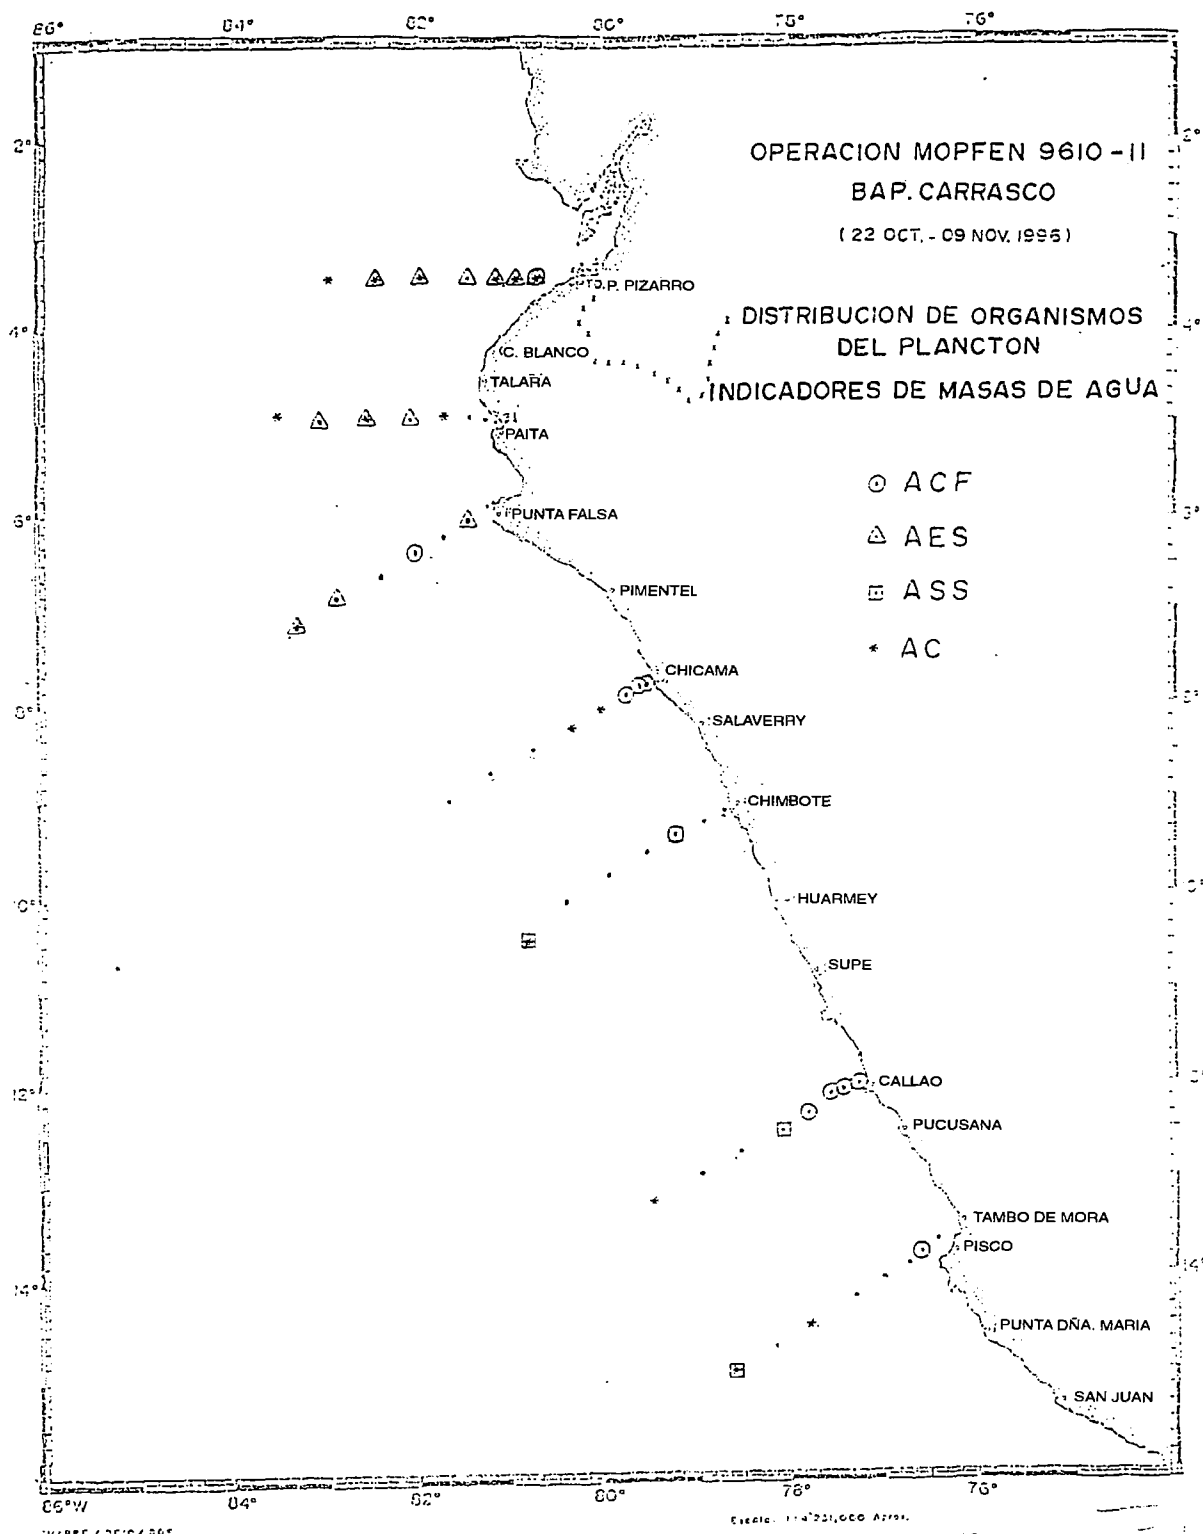 86° 84° 82° 80° 78° 76°
2°
OPERACION MOPFEN 9610-11
BAP. CARRASCO
(22 OCT. - 09 NOV. 1996)
P. PIZARRO
DISTRIBUCION DE ORGANISMOS
DEL PLANCTON
INDICADORES DE MASAS DE AGUA
4°
4°
C. BLANCO
TALARA
PAITA
ACF
6°
PUNTA FALSA
AES
PIMENTEL
ASS
AC
CHICAMA
8°
SALAVERRY
CHIMBOTE
HUARMEY
SUPE
12°
CALLAO
PUCUSANA
TAMBO DE MORA
PISCO
14°
14°
PUNTA DÑA. MARIA
SAN JUAN
86°W 84° 82° 80° 78° 76°